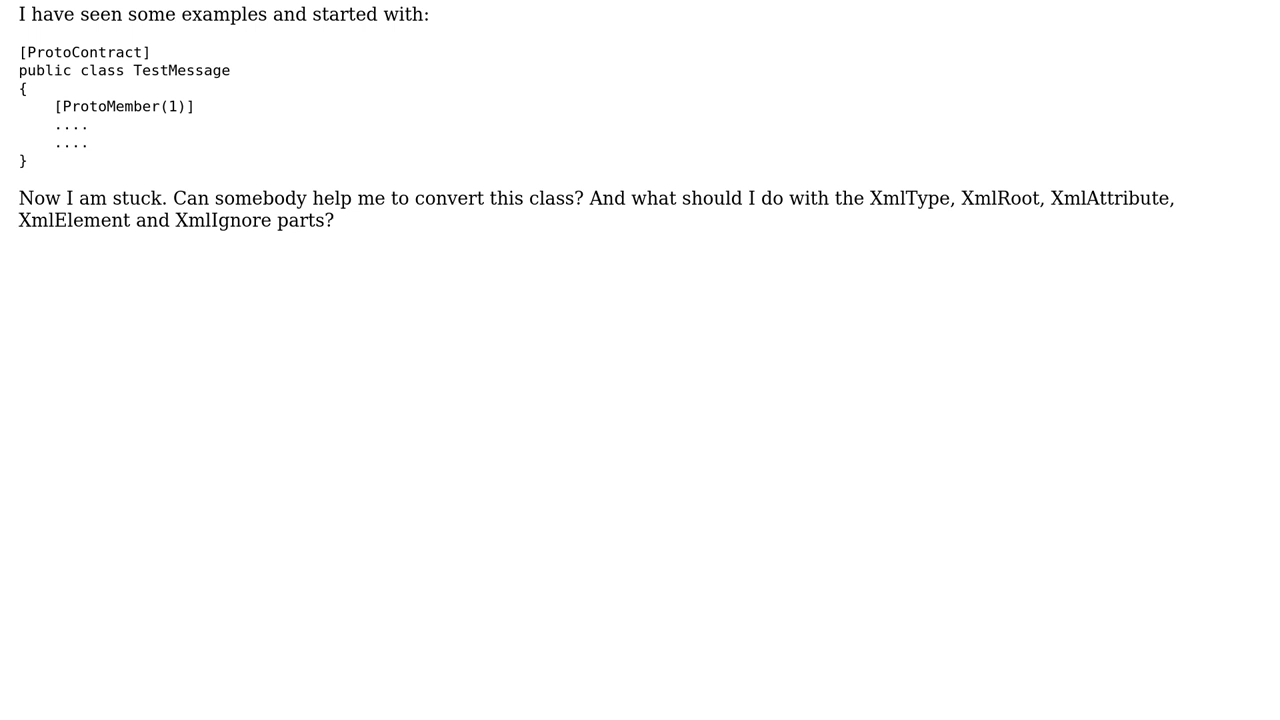 I have seen some examples and started with:
[ProtoContract]
public class TestMessage
{
    [ProtoMember(1)]
    ....
    ....
}
Now I am stuck. Can somebody help me to convert this class? And what should I do with the XmlType, XmlRoot, XmlAttribute,
XmlElement and XmlIgnore parts?